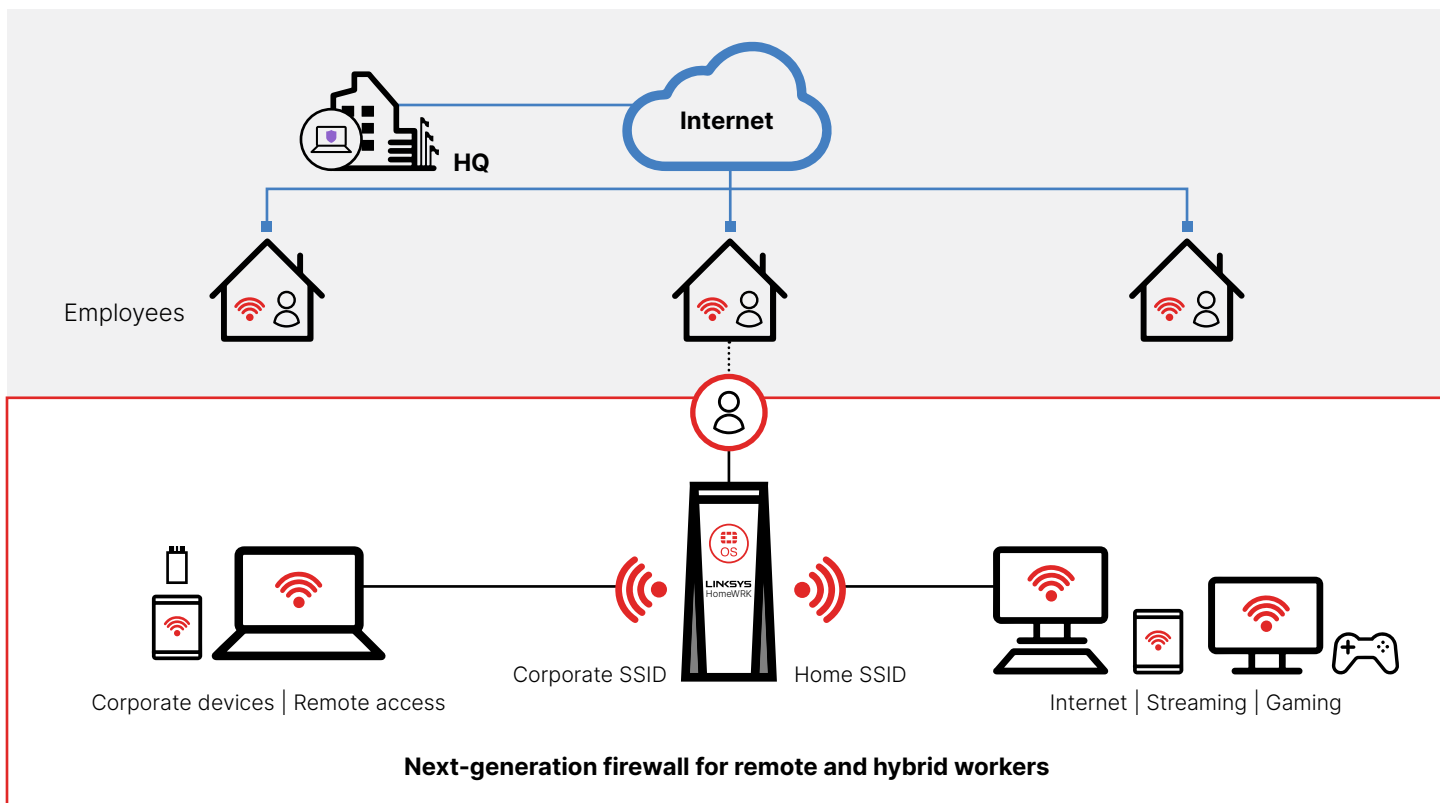 Internet
HQ
Employees
OS
LINKSYS
HomeWRK
Corporate SSID
Home SSID
Corporate devices | Remote access
Internet | Streaming | Gaming
Next-generation firewall for remote and hybrid workers